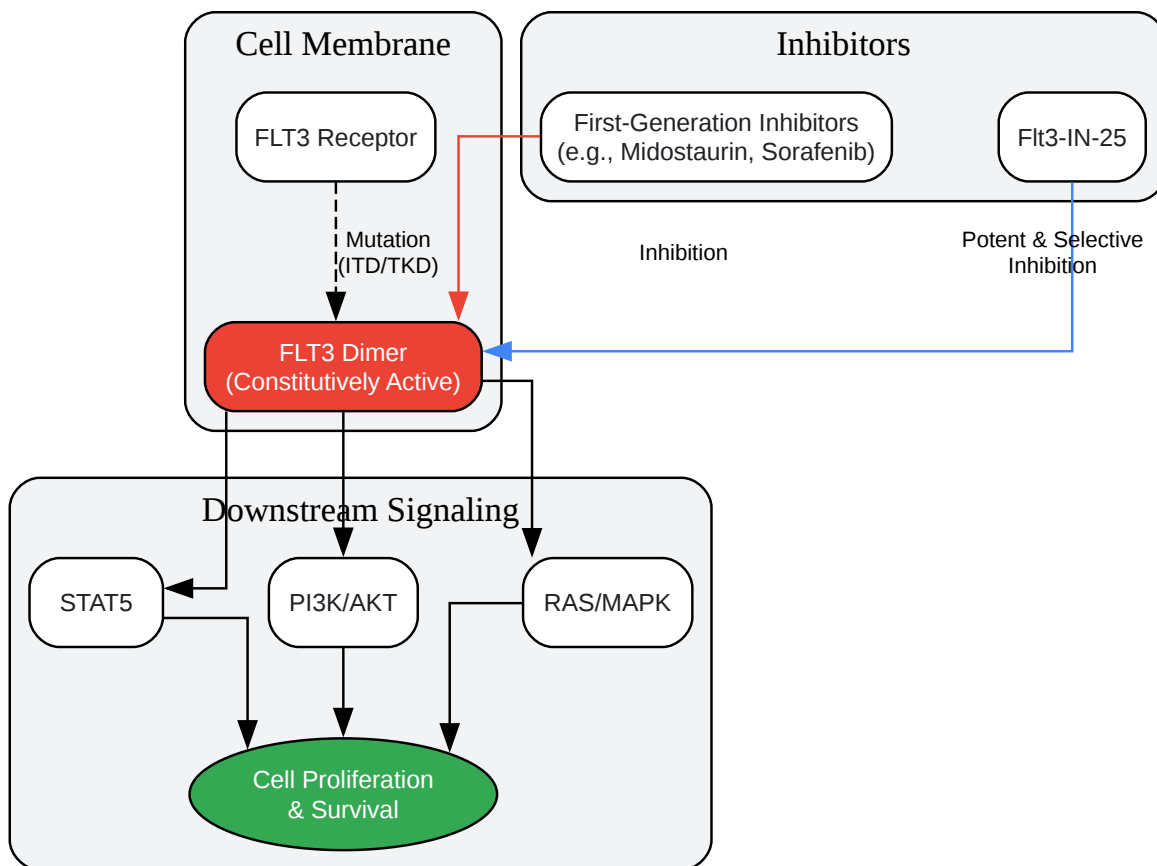 Cell Membrane
Inhibitors
FLT3 Receptor
First-Generation Inhibitors
(e.g., Midostaurin, Sorafenib)
Flt3-IN-25
Mutation
(ITD/TKD)
Inhibition
Potent & Selective
Inhibition
FLT3 Dimer
(Constitutively Active)
Downstream Signaling
STAT5
PI3K/AKT
RAS/MAPK
Cell Proliferation
& Survival